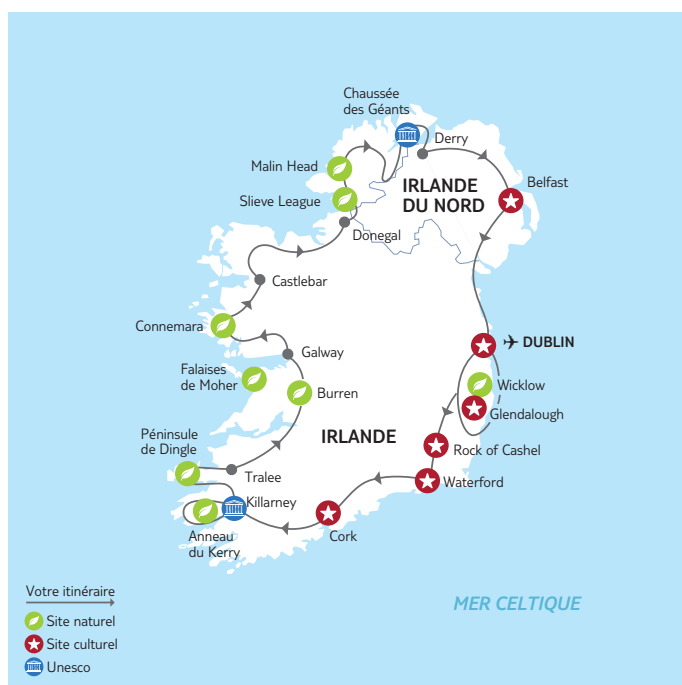 Chaussée
des Géants
Derry
Malin Head
IRLANDE
DU NORD
Belfast
Slieve League
Donegal
Castlebar
Connemara
DUBLIN
Galway
Falaises
de Moher
Wicklow
Burren
Glendalough
Péninsule
de Dingle
IRLANDE
Rock of Cashel
Tralee
Waterford
Killarney
Anneau
du Kerry
Cork
Votre itinéraire
MER CELTIQUE
Site naturel
Site culturel
Unesco